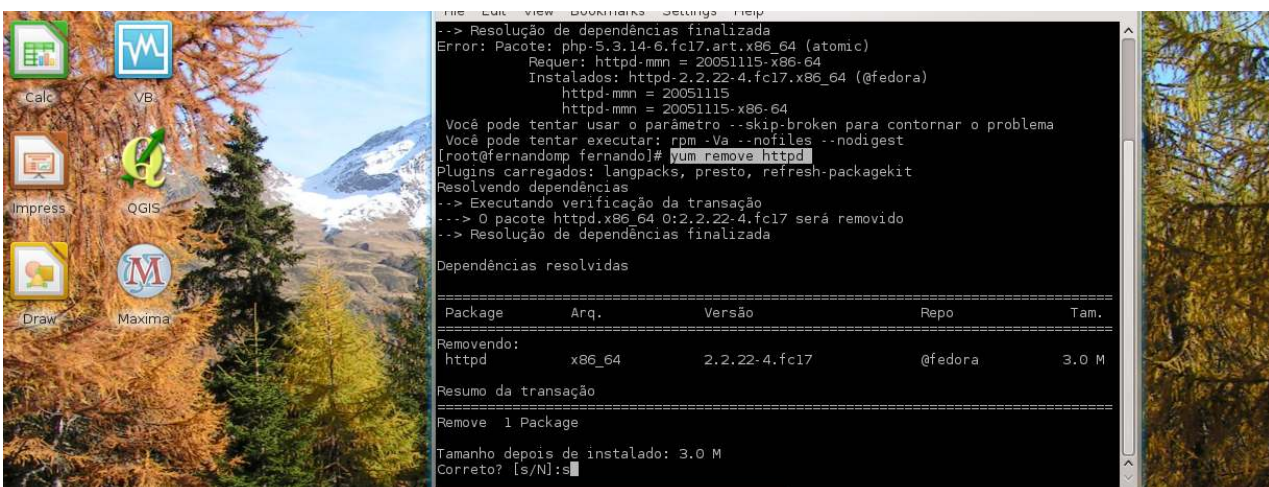 File Edit View Bookmarks Settings Help
--> Resolução de dependências finalizada
Error: Pacote: php-5.3.14-6.fc17.art.x86_64 (atomic)
Requer: httpd-mmn = 20051115-x86-64
Instalados: httpd-2.2.22-4.fc17.x86_64 (@fedora)
httpd-mmn = 20051115
httpd-mmn = 20051115-x86-64
Você pode tentar usar o parâmetro --skip-broken para contornar o problema
Você pode tentar executar: rpm -Va --nofiles --nodigest
[root@fernandomp fernando]# yum remove httpd
Plugins carregados: langpacks, presto, refresh-packagekit
Resolvendo dependências
--> Executando verificação da transação
---> O pacote httpd.x86_64 0:2.2.22-4.fc17 será removido
--> Resolução de dependências finalizada
Dependências resolvidas
Package Arq. Versão Repo Tam.
Removendo:
httpd x86_64 2.2.22-4.fc17 @fedora 3.0 M
Resumo da transação
Remove 1 Package
Tamanho depois de instalado: 3.0 M
Correto? [s/N]:s
Calc VB
Impress QGIS
Draw Maxima